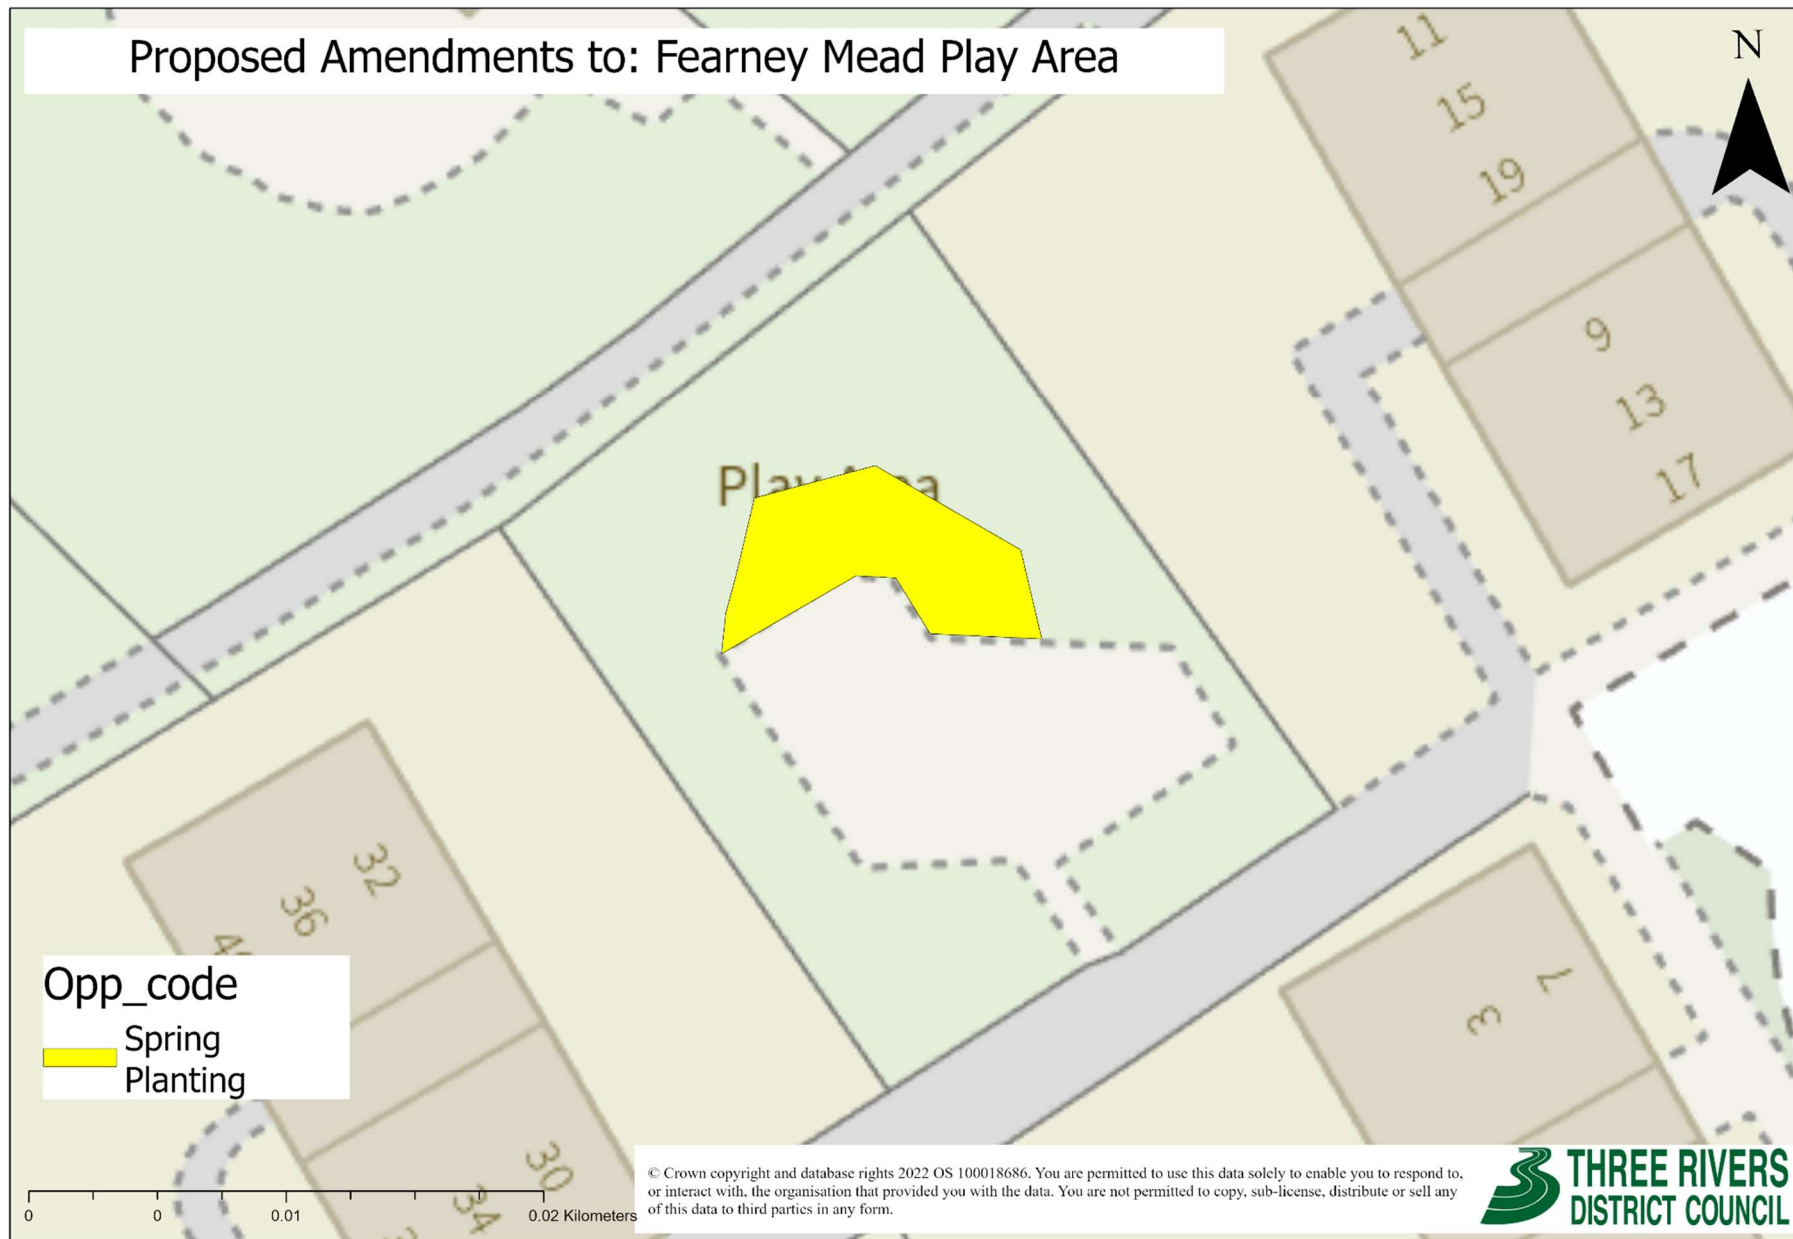 Proposed Amendments to: Fearney Mead Play Area
N
11
15
19
9
13
17
Play Area
32
36
Opp_code
Spring
Planting
7
3
30
34
0 0 0.01 0.02 Kilometers
© Crown copyright and database rights 2022 OS 100018686. You are permitted to use this data solely to enable you to respond to,
or interact with, the organisation that provided you with the data. You are not permitted to copy, sub-license, distribute or sell any
of this data to third parties in any form.
THREE RIVERS
DISTRICT COUNCIL